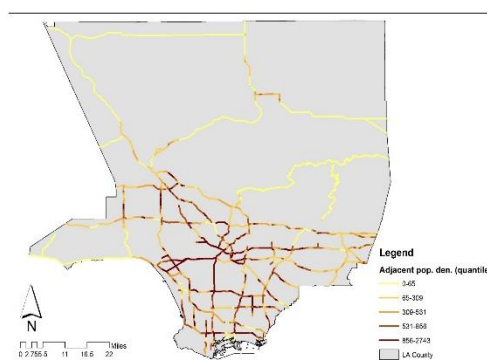 Legend
Adjacent pop. den. (quantile
0-65
65-309
309-531
531-856
856-2743
LA County
N
0 2.755.5 11 16.5 22
Miles